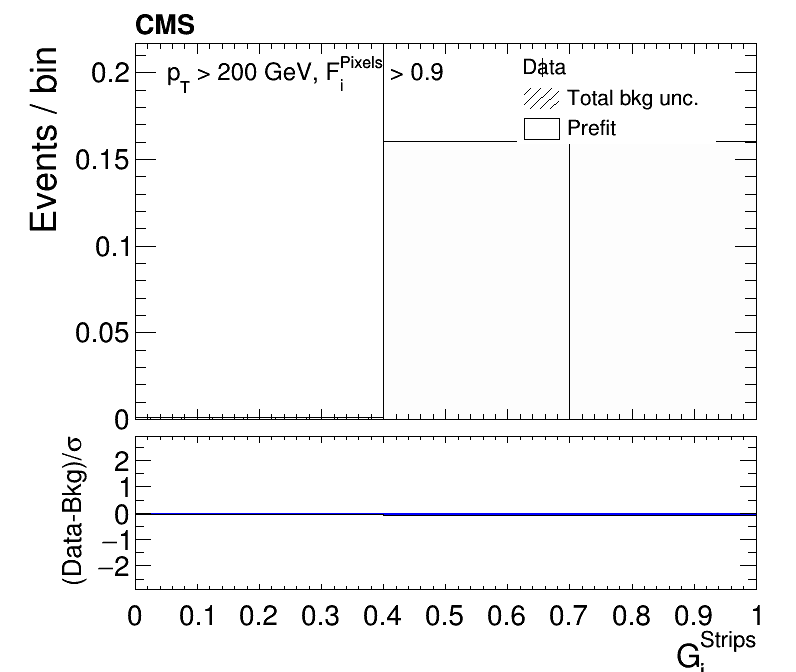 CMS
Events / bin
p_T > 200 GeV, F_i^Pixels > 0.9
Data
Total bkg unc.
Prefit
0.2
0.15
0.1
0.05
0
(Data-Bkg)/σ
2
1
0
−1
−2
0 0.1 0.2 0.3 0.4 0.5 0.6 0.7 0.8 0.9 1
G_i^Strips